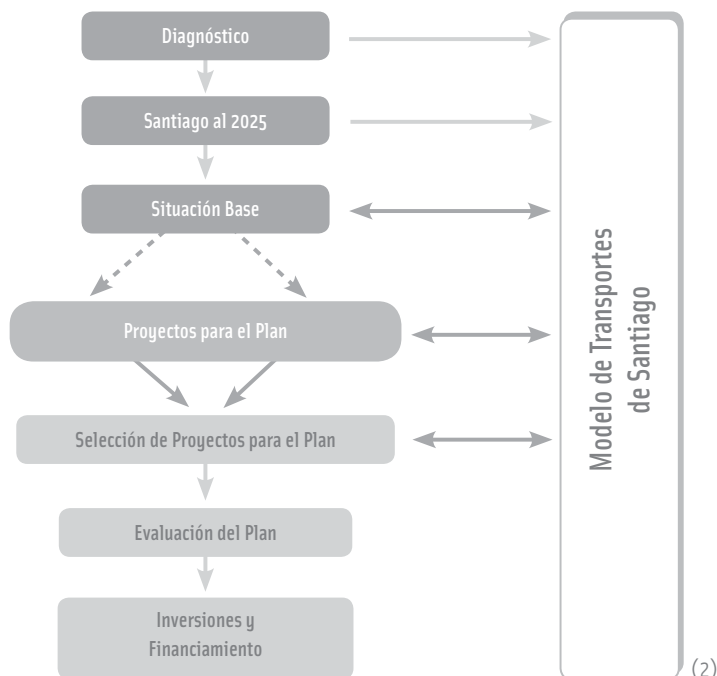 Diagnóstico
Santiago al 2025
Situación Base
Proyectos para el Plan
Selección de Proyectos para el Plan
Evaluación del Plan
Inversiones y
Financiamiento
Modelo de Transportes
de Santiago
(2)